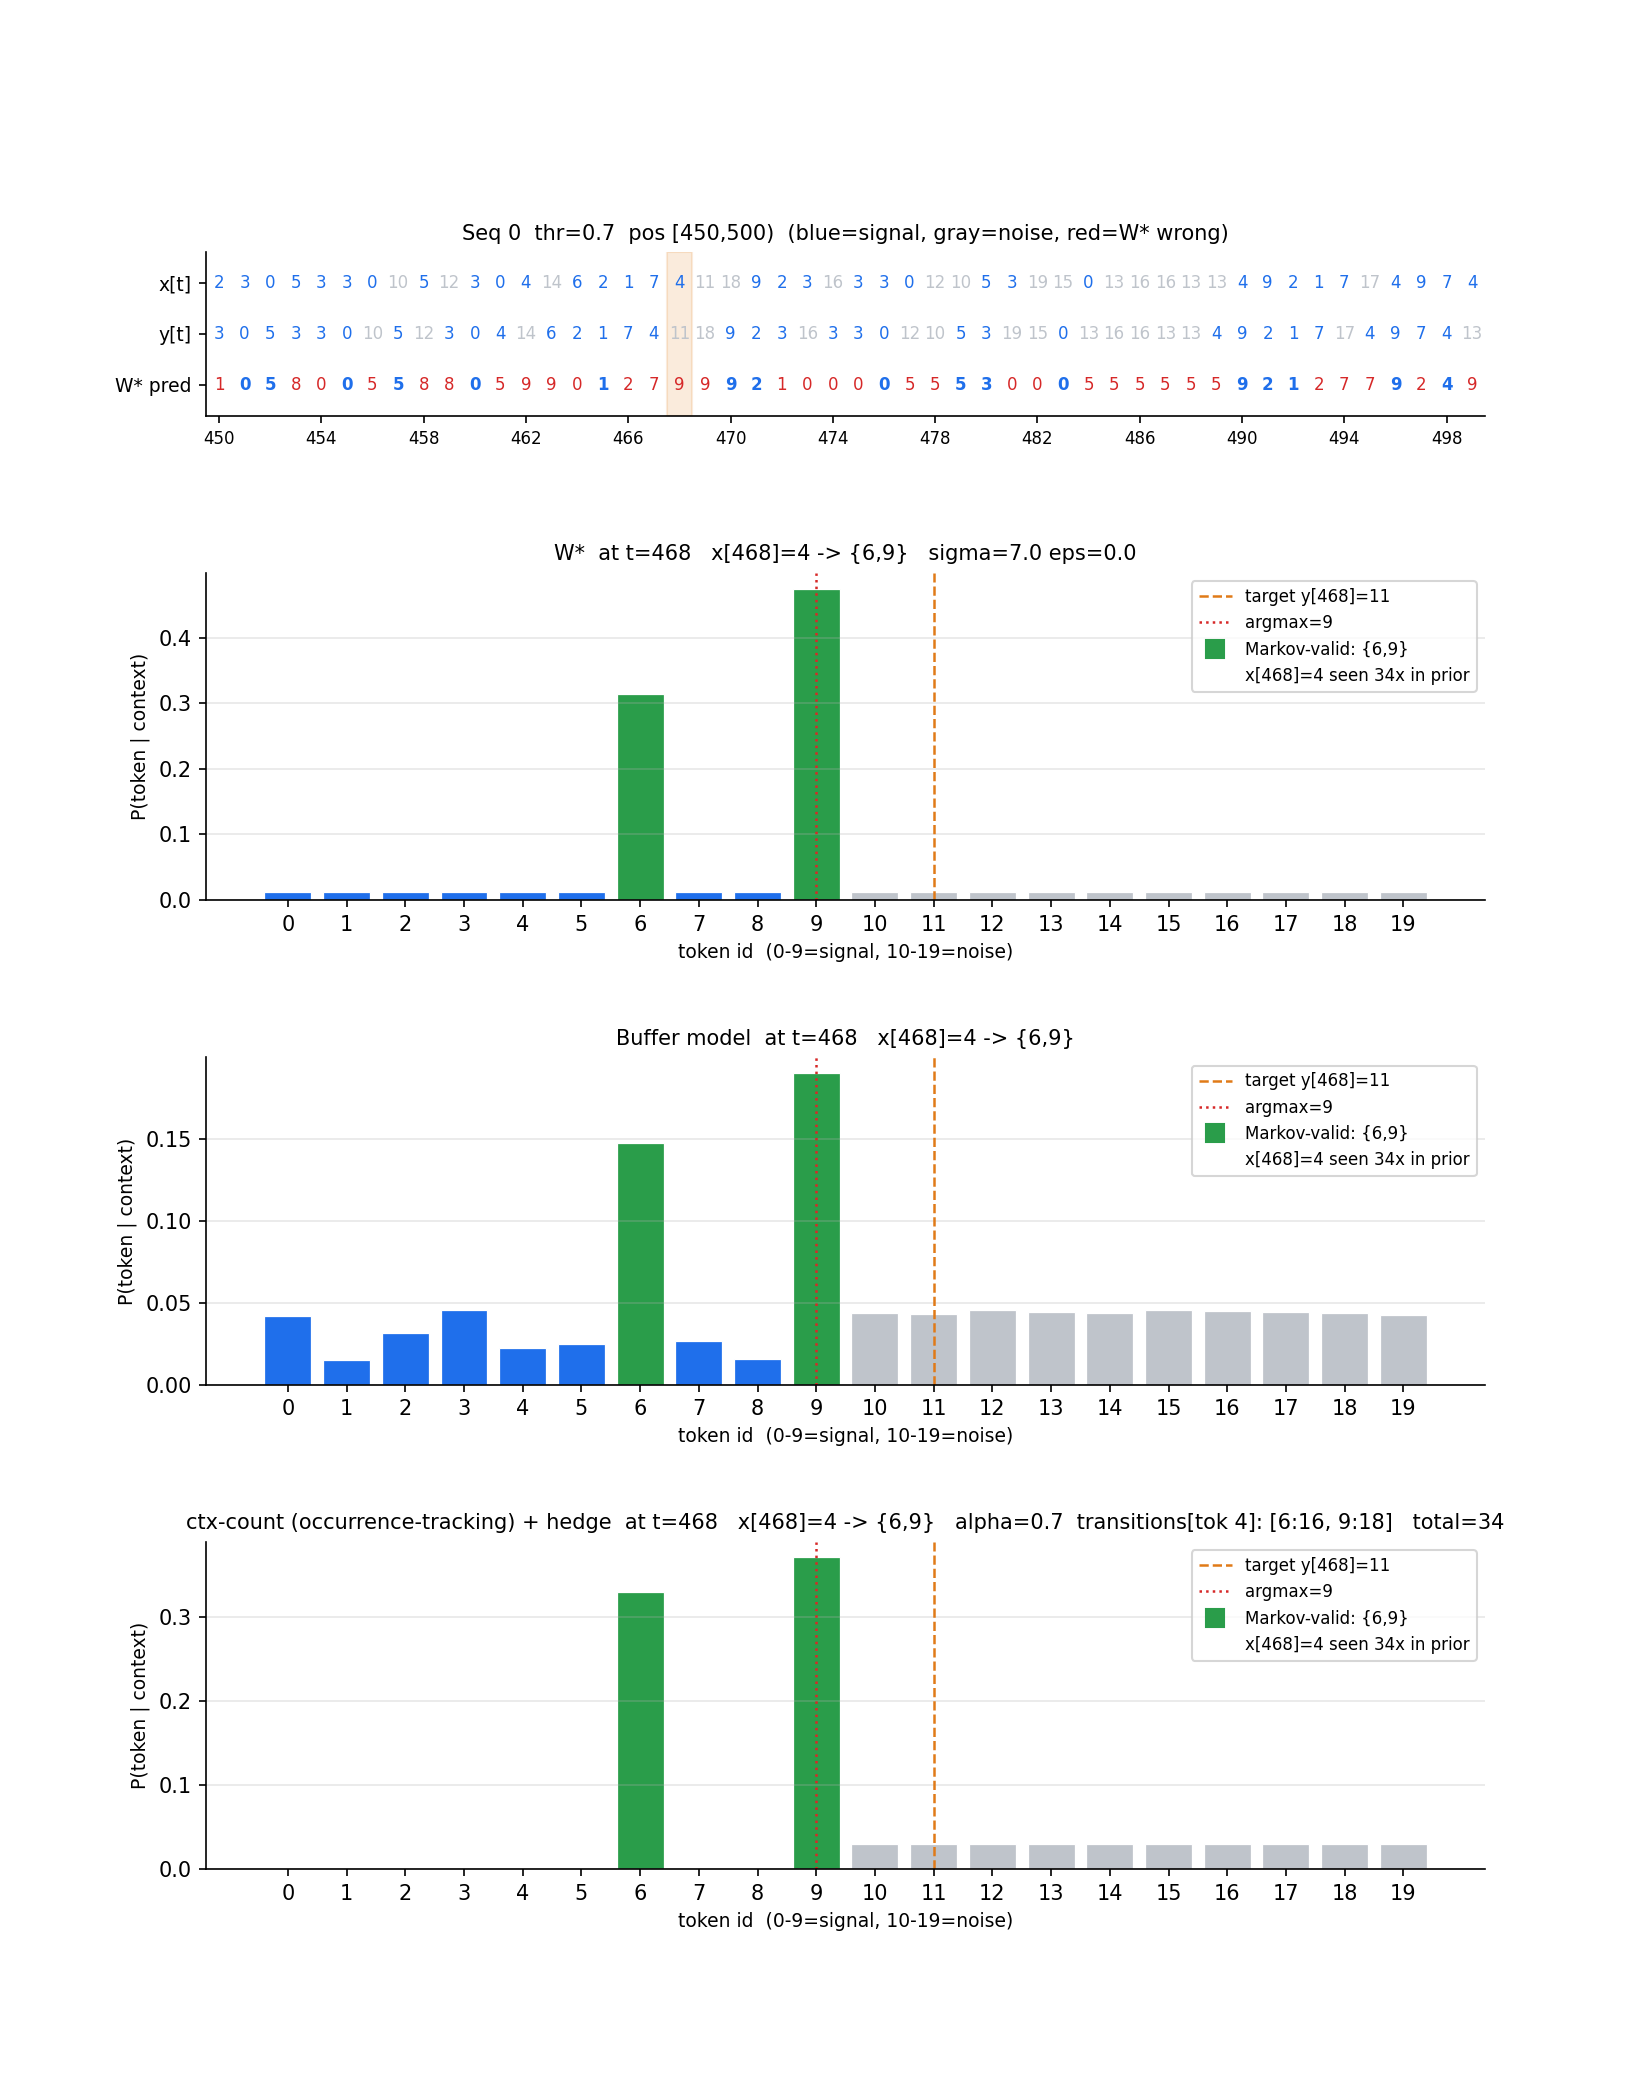 Seq 0  thr=0.7  pos [450,500)  (blue=signal, gray=noise, red=W* wrong)
x[t] 2 3 0 5 3 3 0 10 5 12 3 0 4 14 6 2 1 7 4 11 18 9 2 3 16 3 3 0 12 10 5 3 19 15 0 13 16 16 13 13 4 9 2 1 7 17 4 9 7 4
y[t] 3 0 5 3 3 0 10 5 12 3 0 4 14 6 2 1 7 4 11 18 9 2 3 16 3 3 0 12 10 5 3 19 15 0 13 16 16 13 13 4 9 2 1 7 17 4 9 7 4 13
W* pred 1 0 5 8 0 0 5 5 8 8 0 5 9 9 0 1 2 7 9 9 9 2 1 0 0 0 0 5 5 5 3 0 0 0 5 5 5 5 5 5 9 2 1 2 7 7 9 2 4 9
450 454 458 462 466 470 474 478 482 486 490 494 498
W*  at t=468   x[468]=4 -> {6,9}   sigma=7.0 eps=0.0
P(token | context)
0.4
0.3
0.2
0.1
0.0
target y[468]=11
argmax=9
Markov-valid: {6,9}
x[468]=4 seen 34x in prior
0 1 2 3 4 5 6 7 8 9 10 11 12 13 14 15 16 17 18 19
token id  (0-9=signal, 10-19=noise)
Buffer model  at t=468   x[468]=4 -> {6,9}
P(token | context)
0.15
0.10
0.05
0.00
target y[468]=11
argmax=9
Markov-valid: {6,9}
x[468]=4 seen 34x in prior
0 1 2 3 4 5 6 7 8 9 10 11 12 13 14 15 16 17 18 19
token id  (0-9=signal, 10-19=noise)
ctx-count (occurrence-tracking) + hedge  at t=468   x[468]=4 -> {6,9}   alpha=0.7  transitions[tok 4]: [6:16, 9:18]   total=34
P(token | context)
0.3
0.2
0.1
0.0
target y[468]=11
argmax=9
Markov-valid: {6,9}
x[468]=4 seen 34x in prior
0 1 2 3 4 5 6 7 8 9 10 11 12 13 14 15 16 17 18 19
token id  (0-9=signal, 10-19=noise)